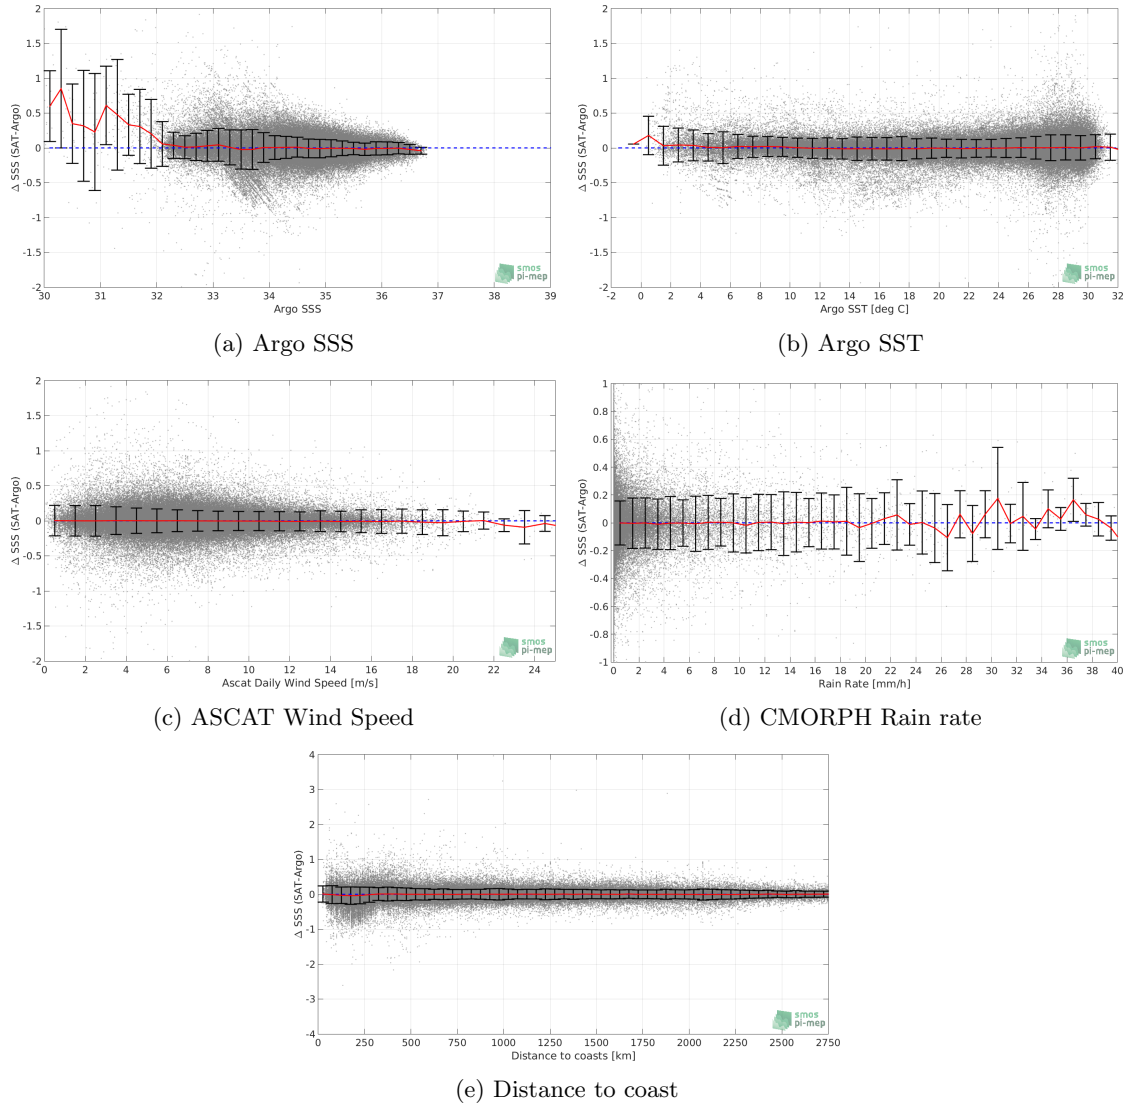 2
1.5
1
0.5
0
-0.5
-1
-1.5
-2
Δ SSS (SAT-Argo)
30 31 32 33 34 35 36 37 38 39
Argo SSS
smos
pi-mep
(a) Argo SSS
2
1.5
1
0.5
0
-0.5
-1
-1.5
-2
Δ SSS (SAT-Argo)
-2 0 2 4 6 8 10 12 14 16 18 20 22 24 26 28 30 32
Argo SST [deg C]
smos
pi-mep
(b) Argo SST
2
1.5
1
0.5
0
-0.5
-1
-1.5
-2
Δ SSS (SAT-Argo)
0 2 4 6 8 10 12 14 16 18 20 22 24
Ascat Daily Wind Speed [m/s]
smos
pi-mep
(c) ASCAT Wind Speed
1
0.8
0.6
0.4
0.2
0
-0.2
-0.4
-0.6
-0.8
-1
Δ SSS (SAT-Argo)
0 2 4 6 8 10 12 14 16 18 20 22 24 26 28 30 32 34 36 38 40
Rain Rate [mm/h]
smos
pi-mep
(d) CMORPH Rain rate
4
3
2
1
0
-1
-2
-3
-4
Δ SSS (SAT-Argo)
0 250 500 750 1000 1250 1500 1750 2000 2250 2500 2750
Distance to coasts [km]
smos
pi-mep
(e) Distance to coast